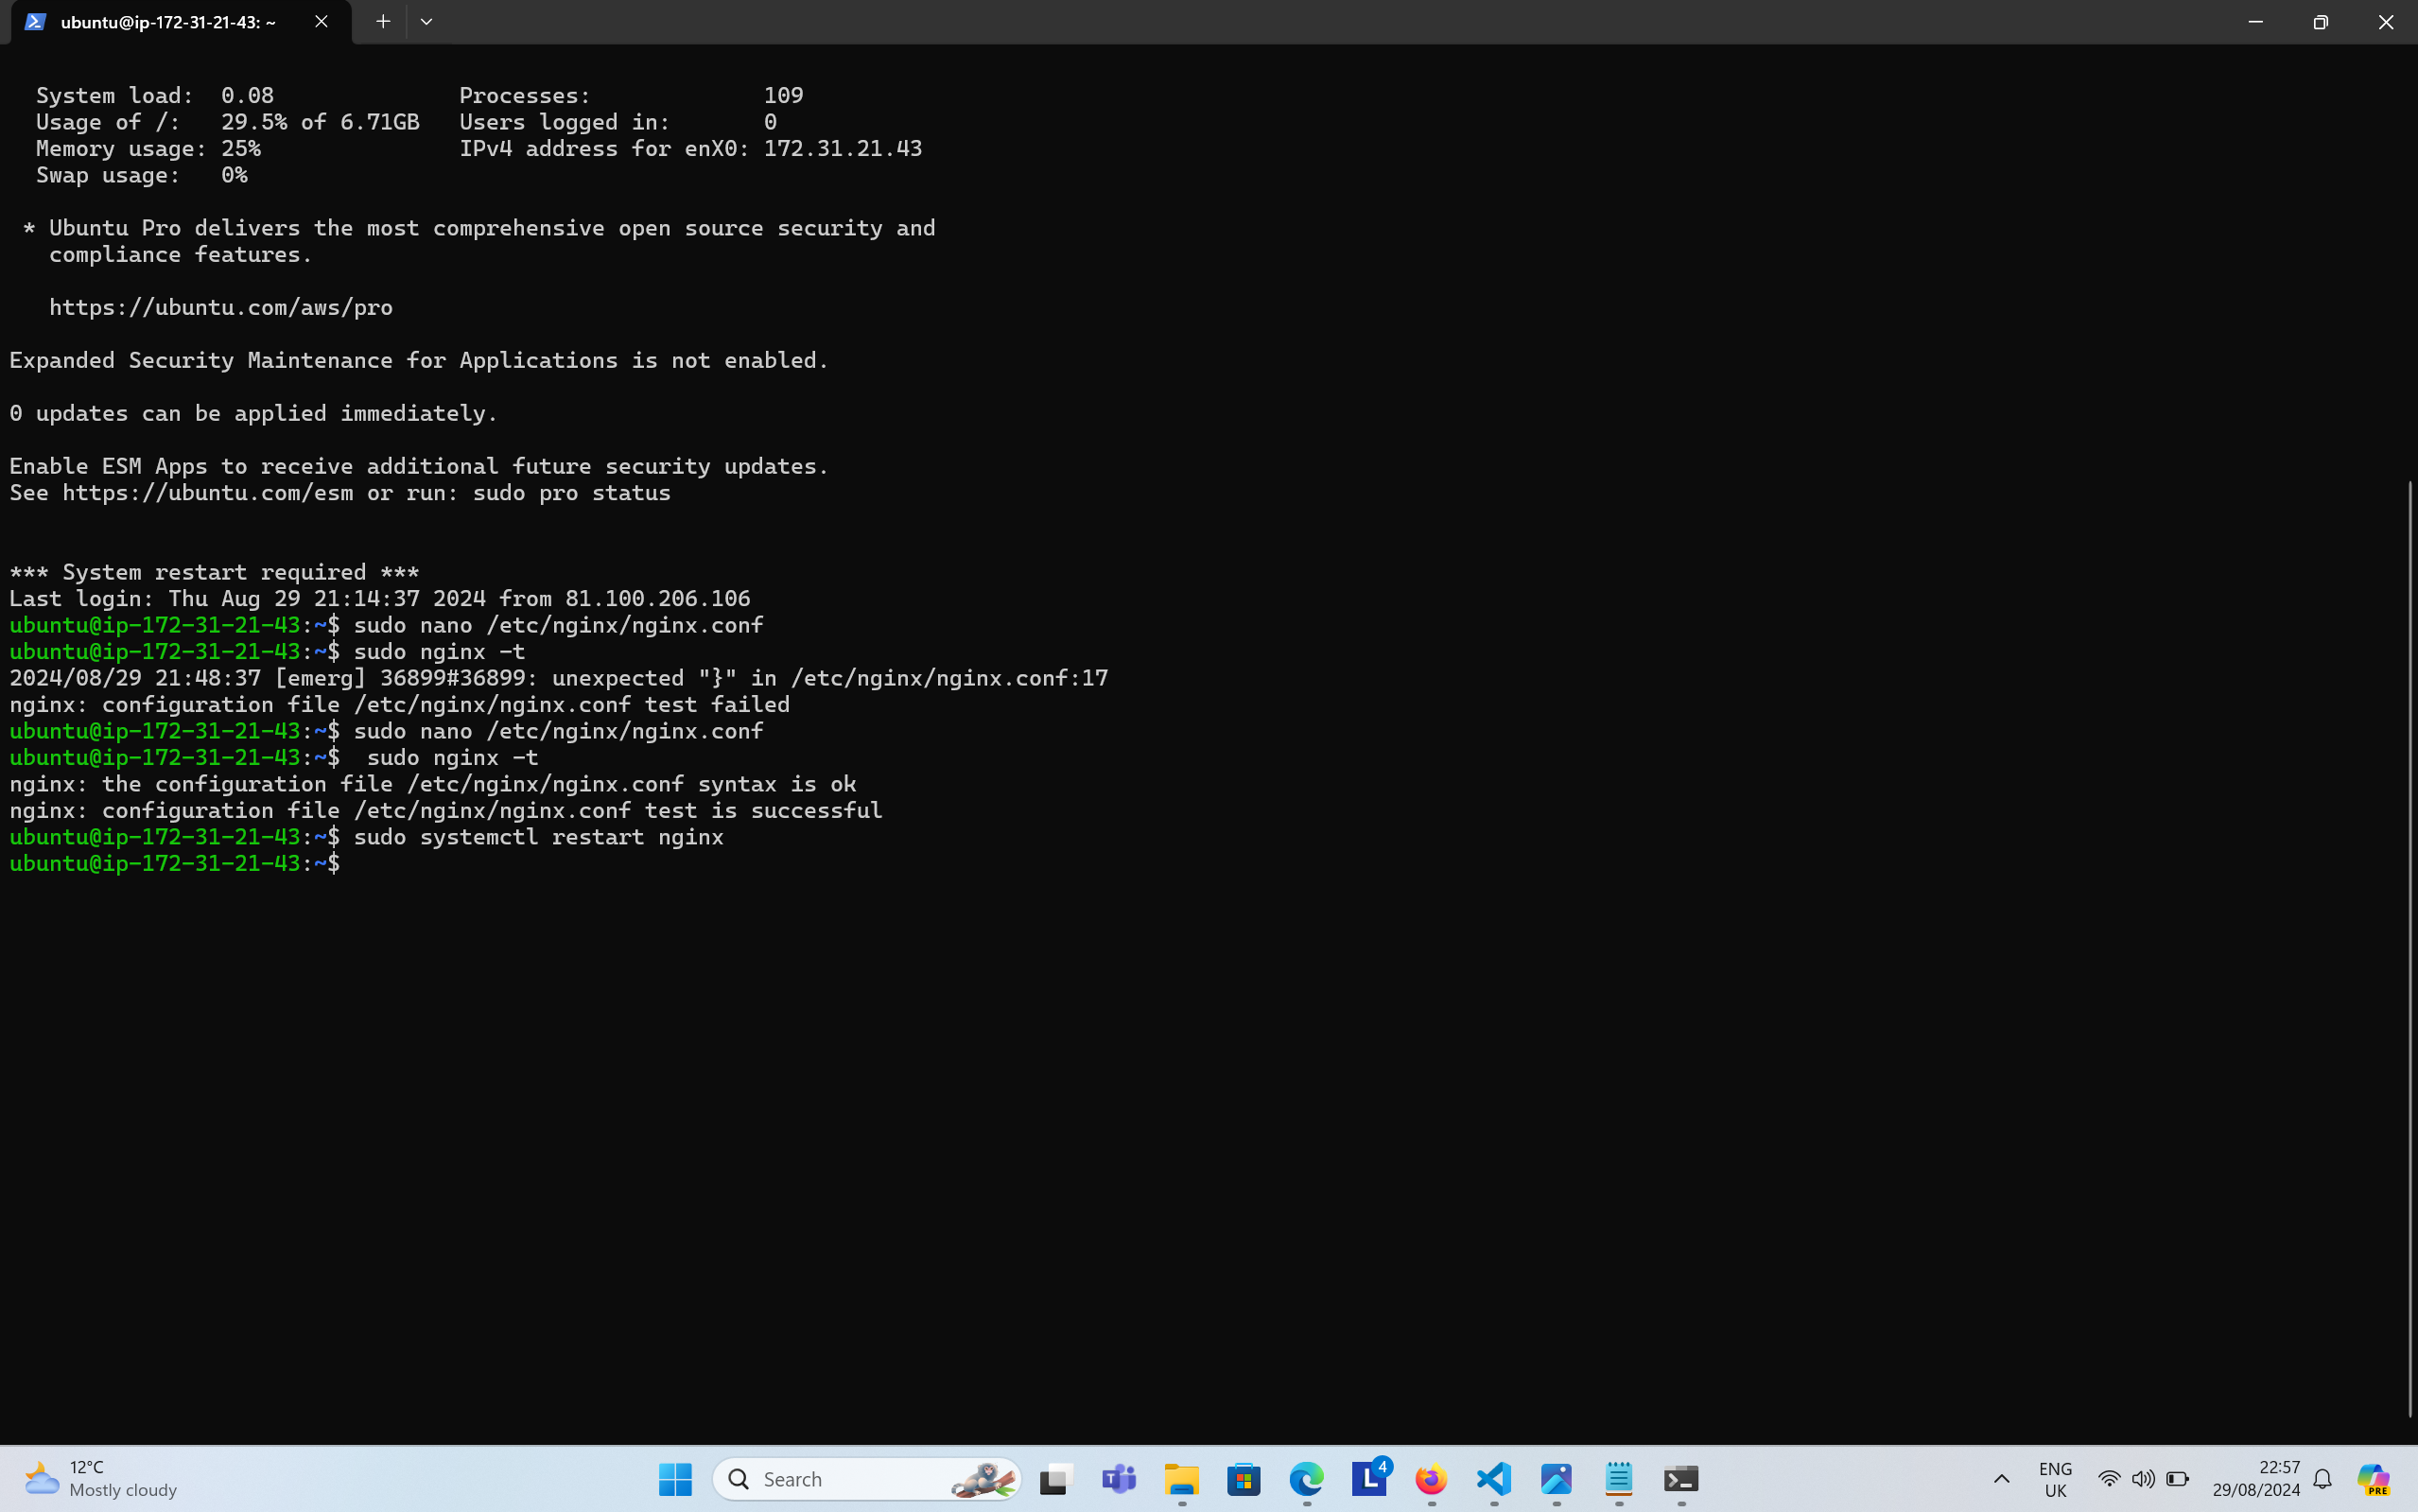 ubuntu@ip-172-31-21-43: ~
System load:  0.08              Processes:             109
Usage of /:   29.5% of 6.71GB   Users logged in:       0
Memory usage: 25%               IPv4 address for enX0: 172.31.21.43
Swap usage:   0%
* Ubuntu Pro delivers the most comprehensive open source security and
compliance features.
https://ubuntu.com/aws/pro
Expanded Security Maintenance for Applications is not enabled.
0 updates can be applied immediately.
Enable ESM Apps to receive additional future security updates.
See https://ubuntu.com/esm or run: sudo pro status
*** System restart required ***
Last login: Thu Aug 29 21:14:37 2024 from 81.100.206.106
ubuntu@ip-172-31-21-43:~$ sudo nano /etc/nginx/nginx.conf
ubuntu@ip-172-31-21-43:~$ sudo nginx -t
2024/08/29 21:48:37 [emerg] 36899#36899: unexpected "}" in /etc/nginx/nginx.conf:17
nginx: configuration file /etc/nginx/nginx.conf test failed
ubuntu@ip-172-31-21-43:~$ sudo nano /etc/nginx/nginx.conf
ubuntu@ip-172-31-21-43:~$  sudo nginx -t
nginx: the configuration file /etc/nginx/nginx.conf syntax is ok
nginx: configuration file /etc/nginx/nginx.conf test is successful
ubuntu@ip-172-31-21-43:~$ sudo systemctl restart nginx
ubuntu@ip-172-31-21-43:~$
12°C
Mostly cloudy
Search
T
L
4
ENG
UK
22:57
29/08/2024
PRE